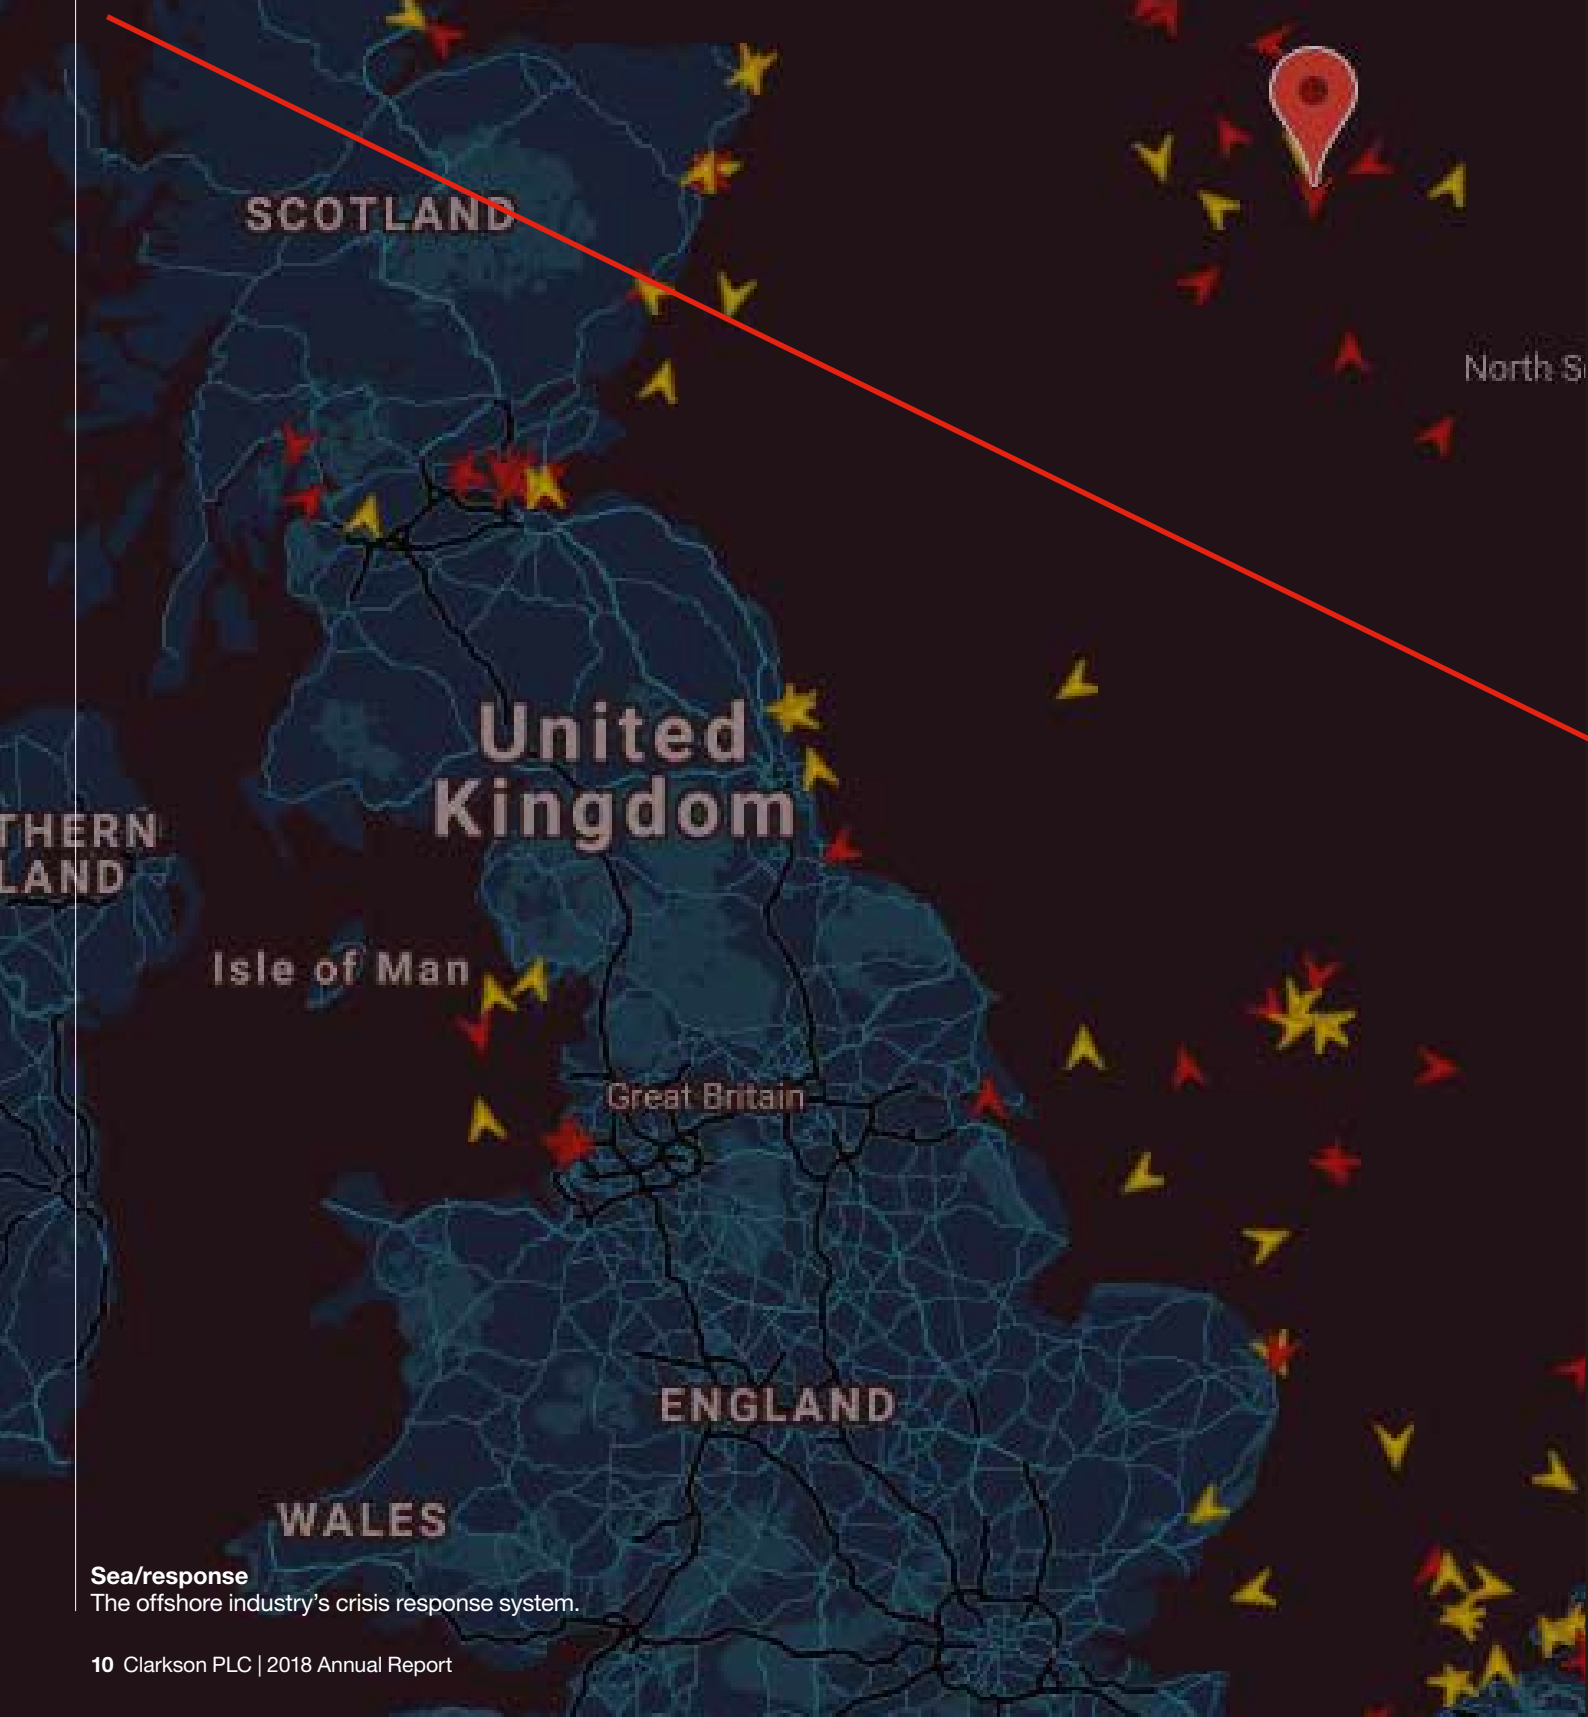 SCOTLAND
North S
United
Kingdom
THERN
LAND
Isle of Man
Great Britain
ENGLAND
WALES
Sea/response
The offshore industry’s crisis response system.
10 Clarkson PLC | 2018 Annual Report